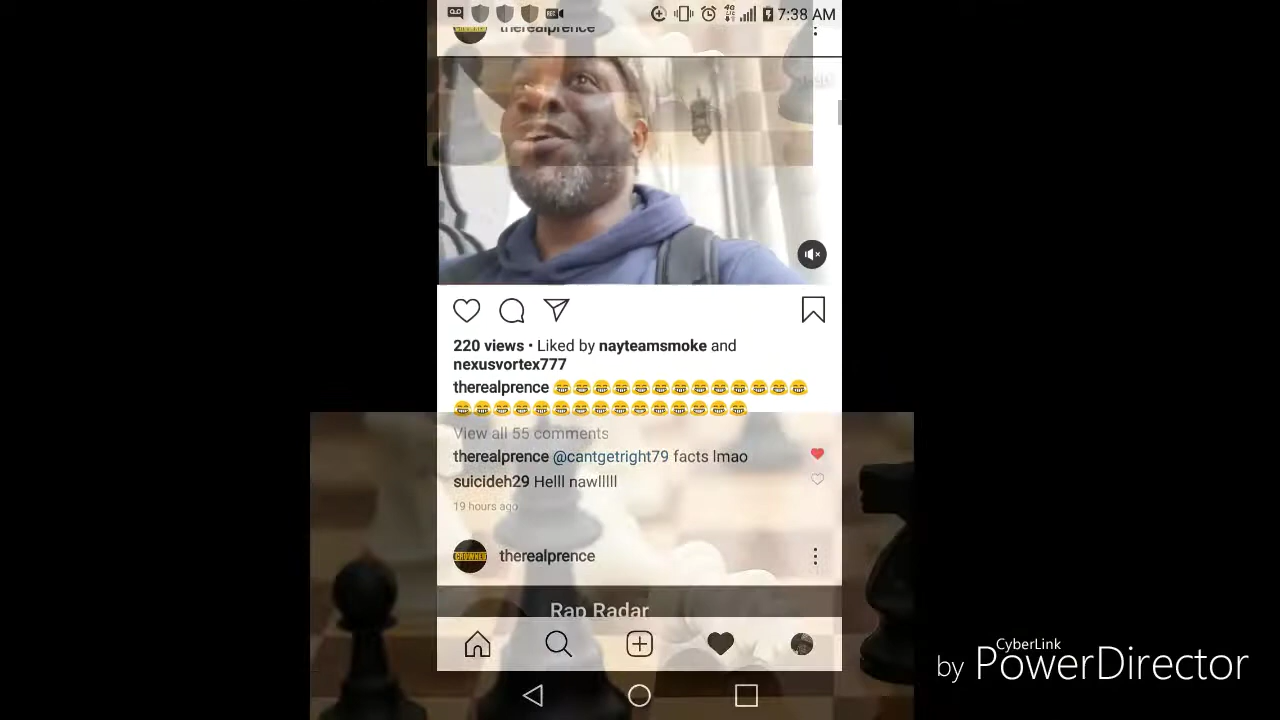 7:38 AM
therealprence
220 views • Liked by nayteamsmoke and
nexusvortex777
therealprence 😂😂😂😂😂😂😂😂😂😂😂😂😂
😂😂😂😂😂😂😂😂😂😂😂😂😂😂😂
View all 55 comments
therealprence @cantgetright79 facts lmao
suicideh29 Helll nawlllll
19 hours ago
CROWNED therealprence
Rap Radar
by CyberLink PowerDirector